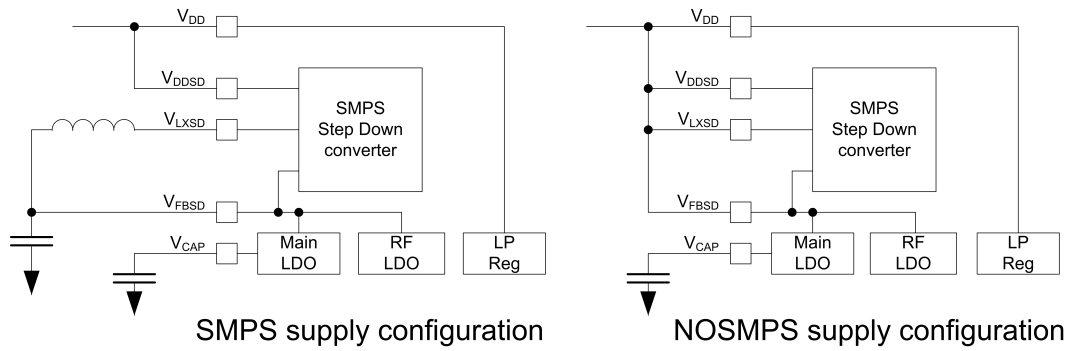 VDD
VDDSD
VLXSD
VFBSD
VCAP
SMPS
Step Down
converter
Main
LDO
RF
LDO
LP
Reg
SMPS supply configuration
VDD
VDDSD
VLXSD
VFBSD
VCAP
SMPS
Step Down
converter
Main
LDO
RF
LDO
LP
Reg
NOSMPS supply configuration